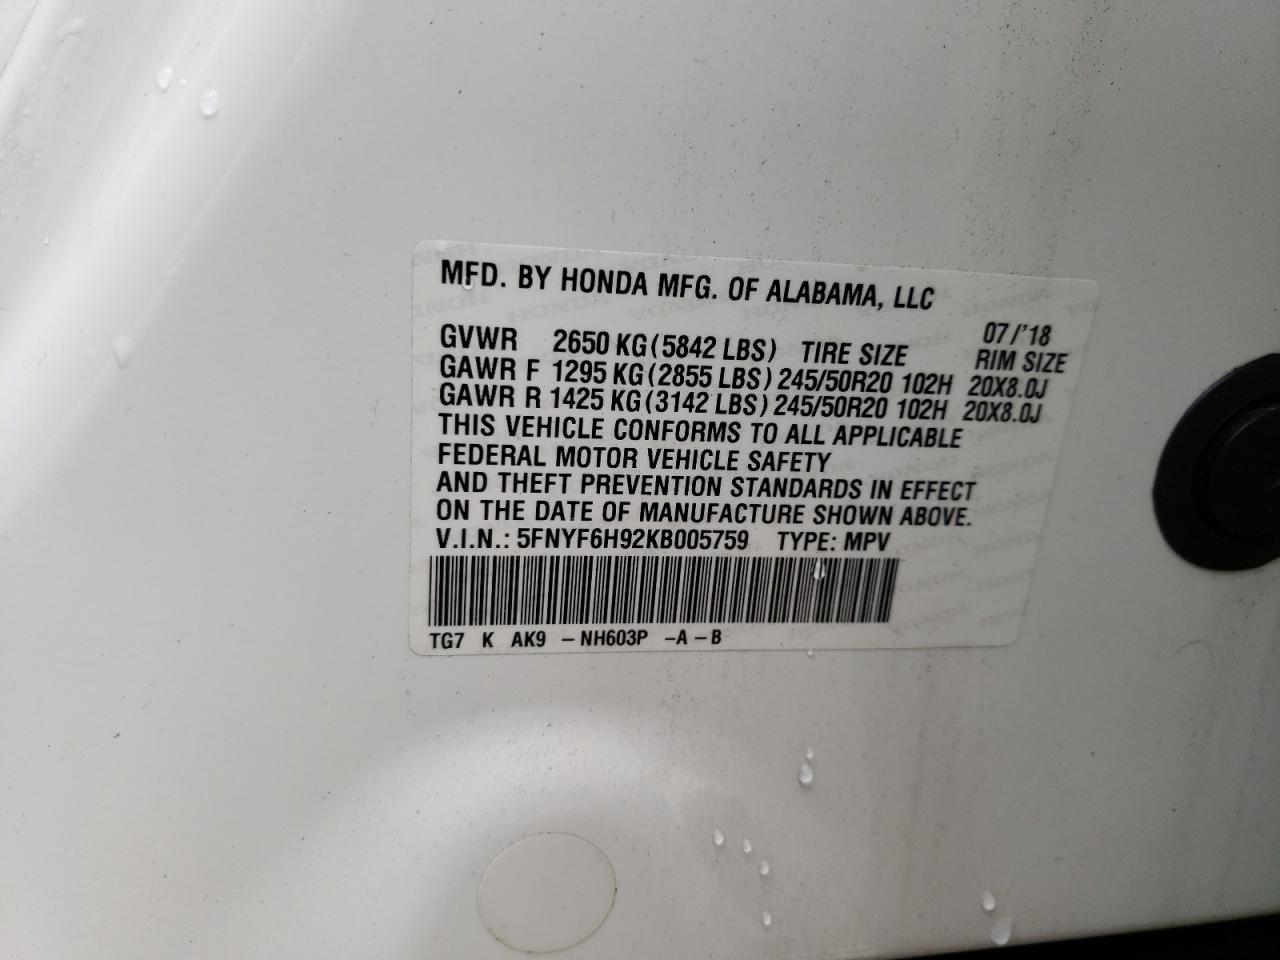 MFD. BY HONDA MFG. OF ALABAMA, LLC
07/'18
GVWR 2650 KG (5842 LBS) TIRE SIZE RIM SIZE
GAWR F 1295 KG (2855 LBS) 245/50R20 102H 20X8.0J
GAWR R 1425 KG (3142 LBS) 245/50R20 102H 20X8.0J
THIS VEHICLE CONFORMS TO ALL APPLICABLE
FEDERAL MOTOR VEHICLE SAFETY
AND THEFT PREVENTION STANDARDS IN EFFECT
ON THE DATE OF MANUFACTURE SHOWN ABOVE.
V.I.N.: 5FNYF6H92KB005759 TYPE: MPV
TG7 K AK9 –NH603P –A–B